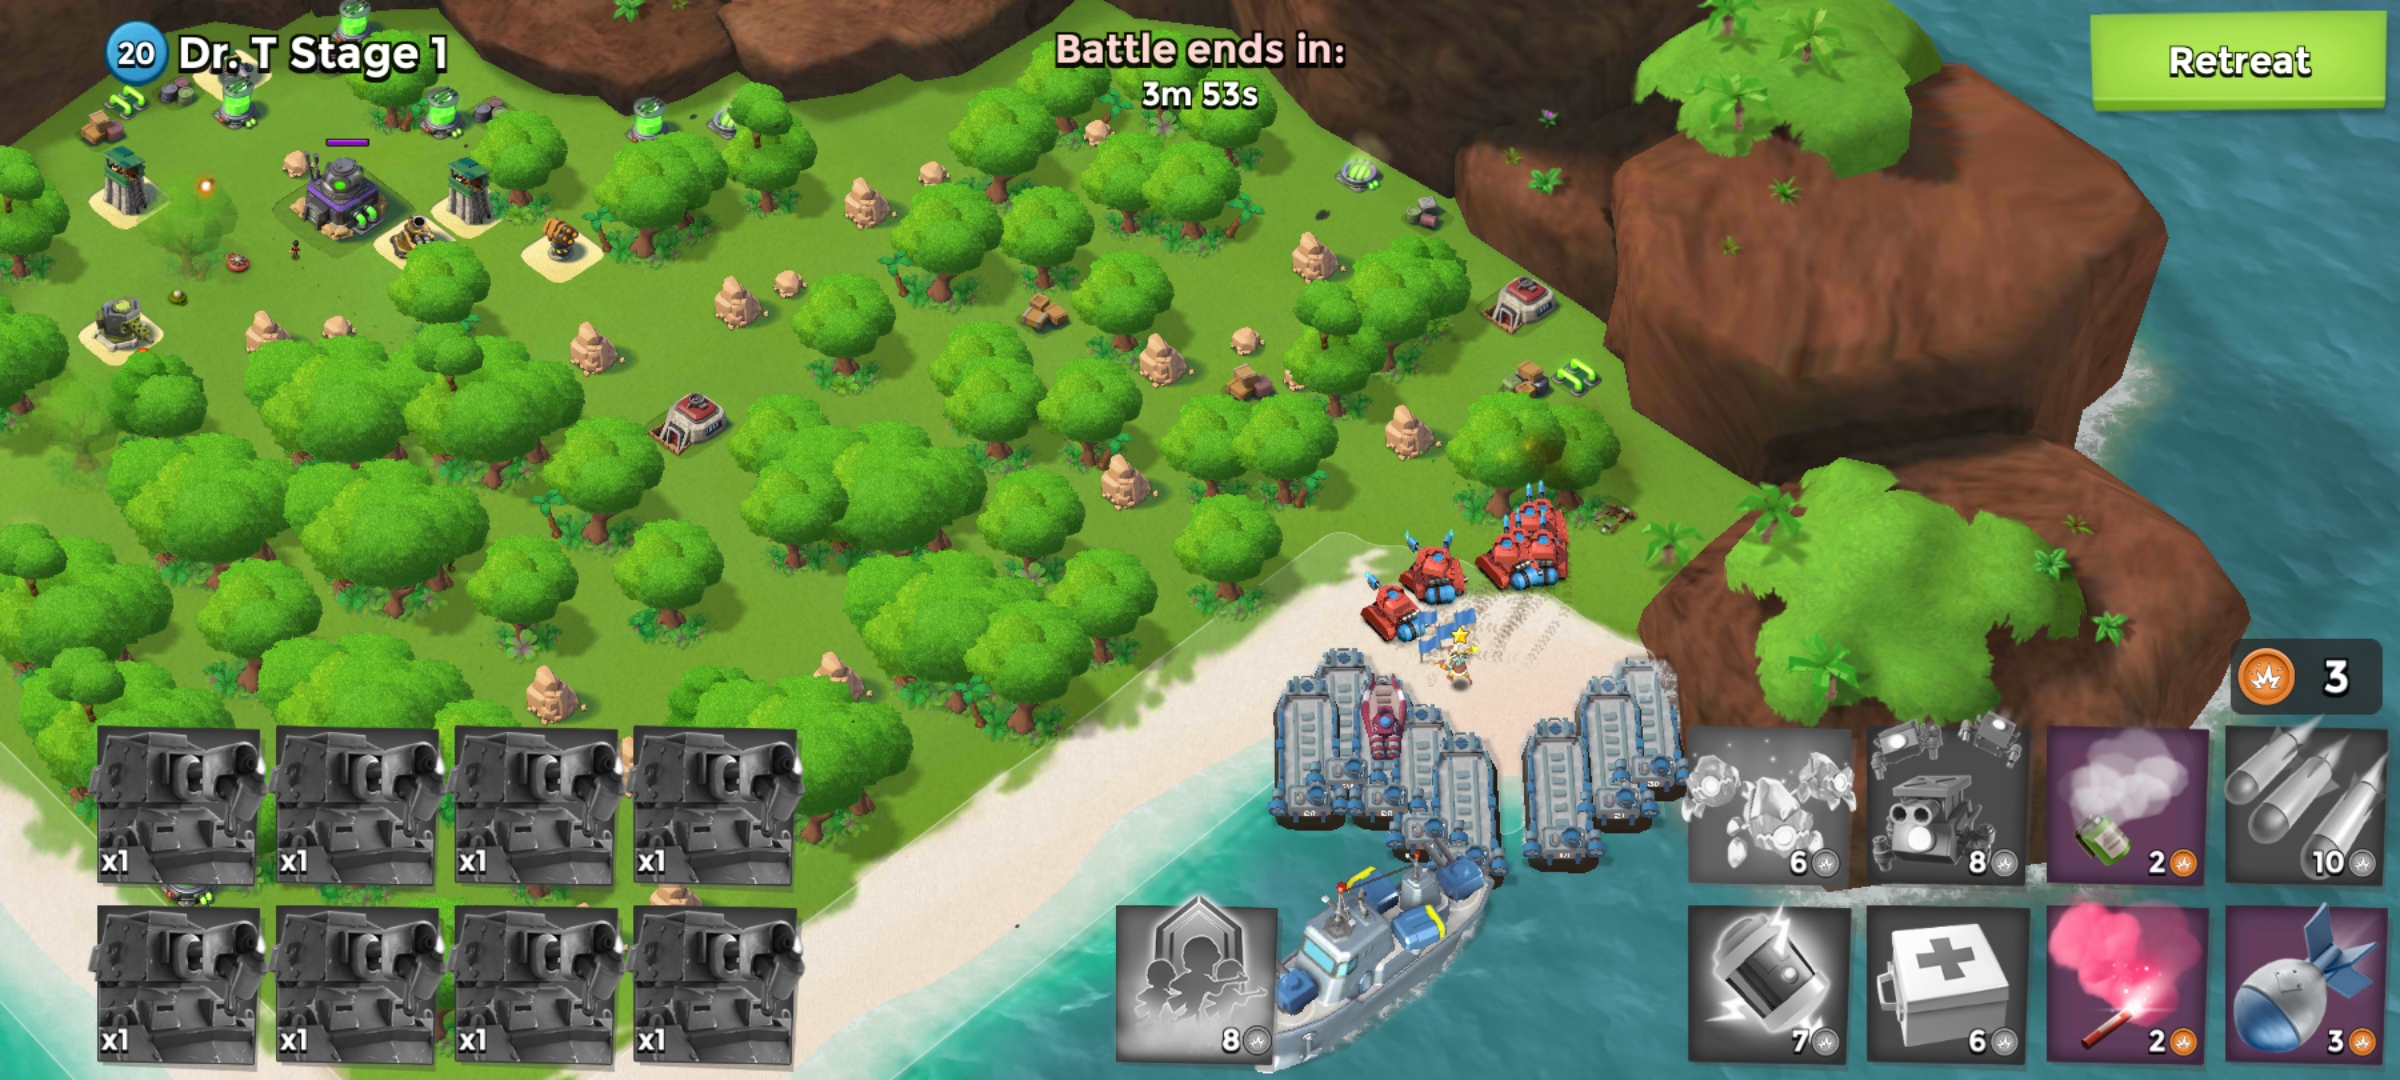 20 Dr. T Stage 1
Battle ends in:
3m 53s
Retreat
3
x1 x1 x1 x1
6 8 2 10
x1 x1 x1 x1
8 7 6 2 3